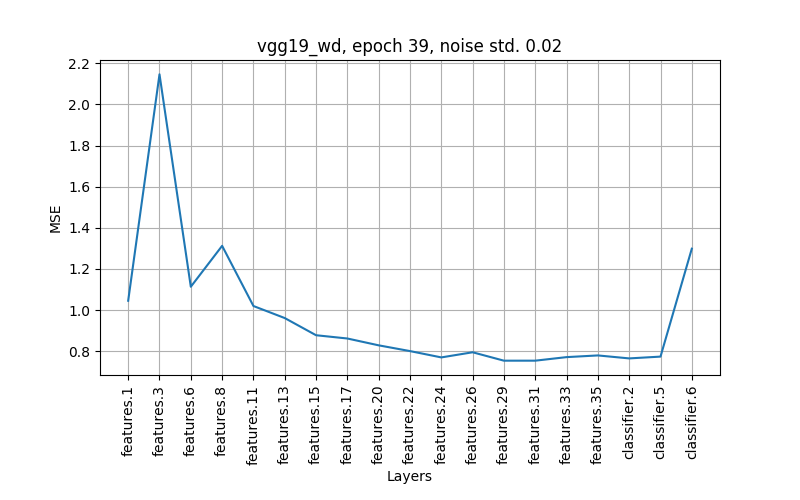 vgg19_wd, epoch 39, noise std. 0.02
MSE
2.2
2.0
1.8
1.6
1.4
1.2
1.0
0.8
features.1
features.3
features.6
features.8
features.11
features.13
features.15
features.17
features.20
features.22
features.24
features.26
features.29
features.31
features.33
features.35
classifier.2
classifier.5
classifier.6
Layers